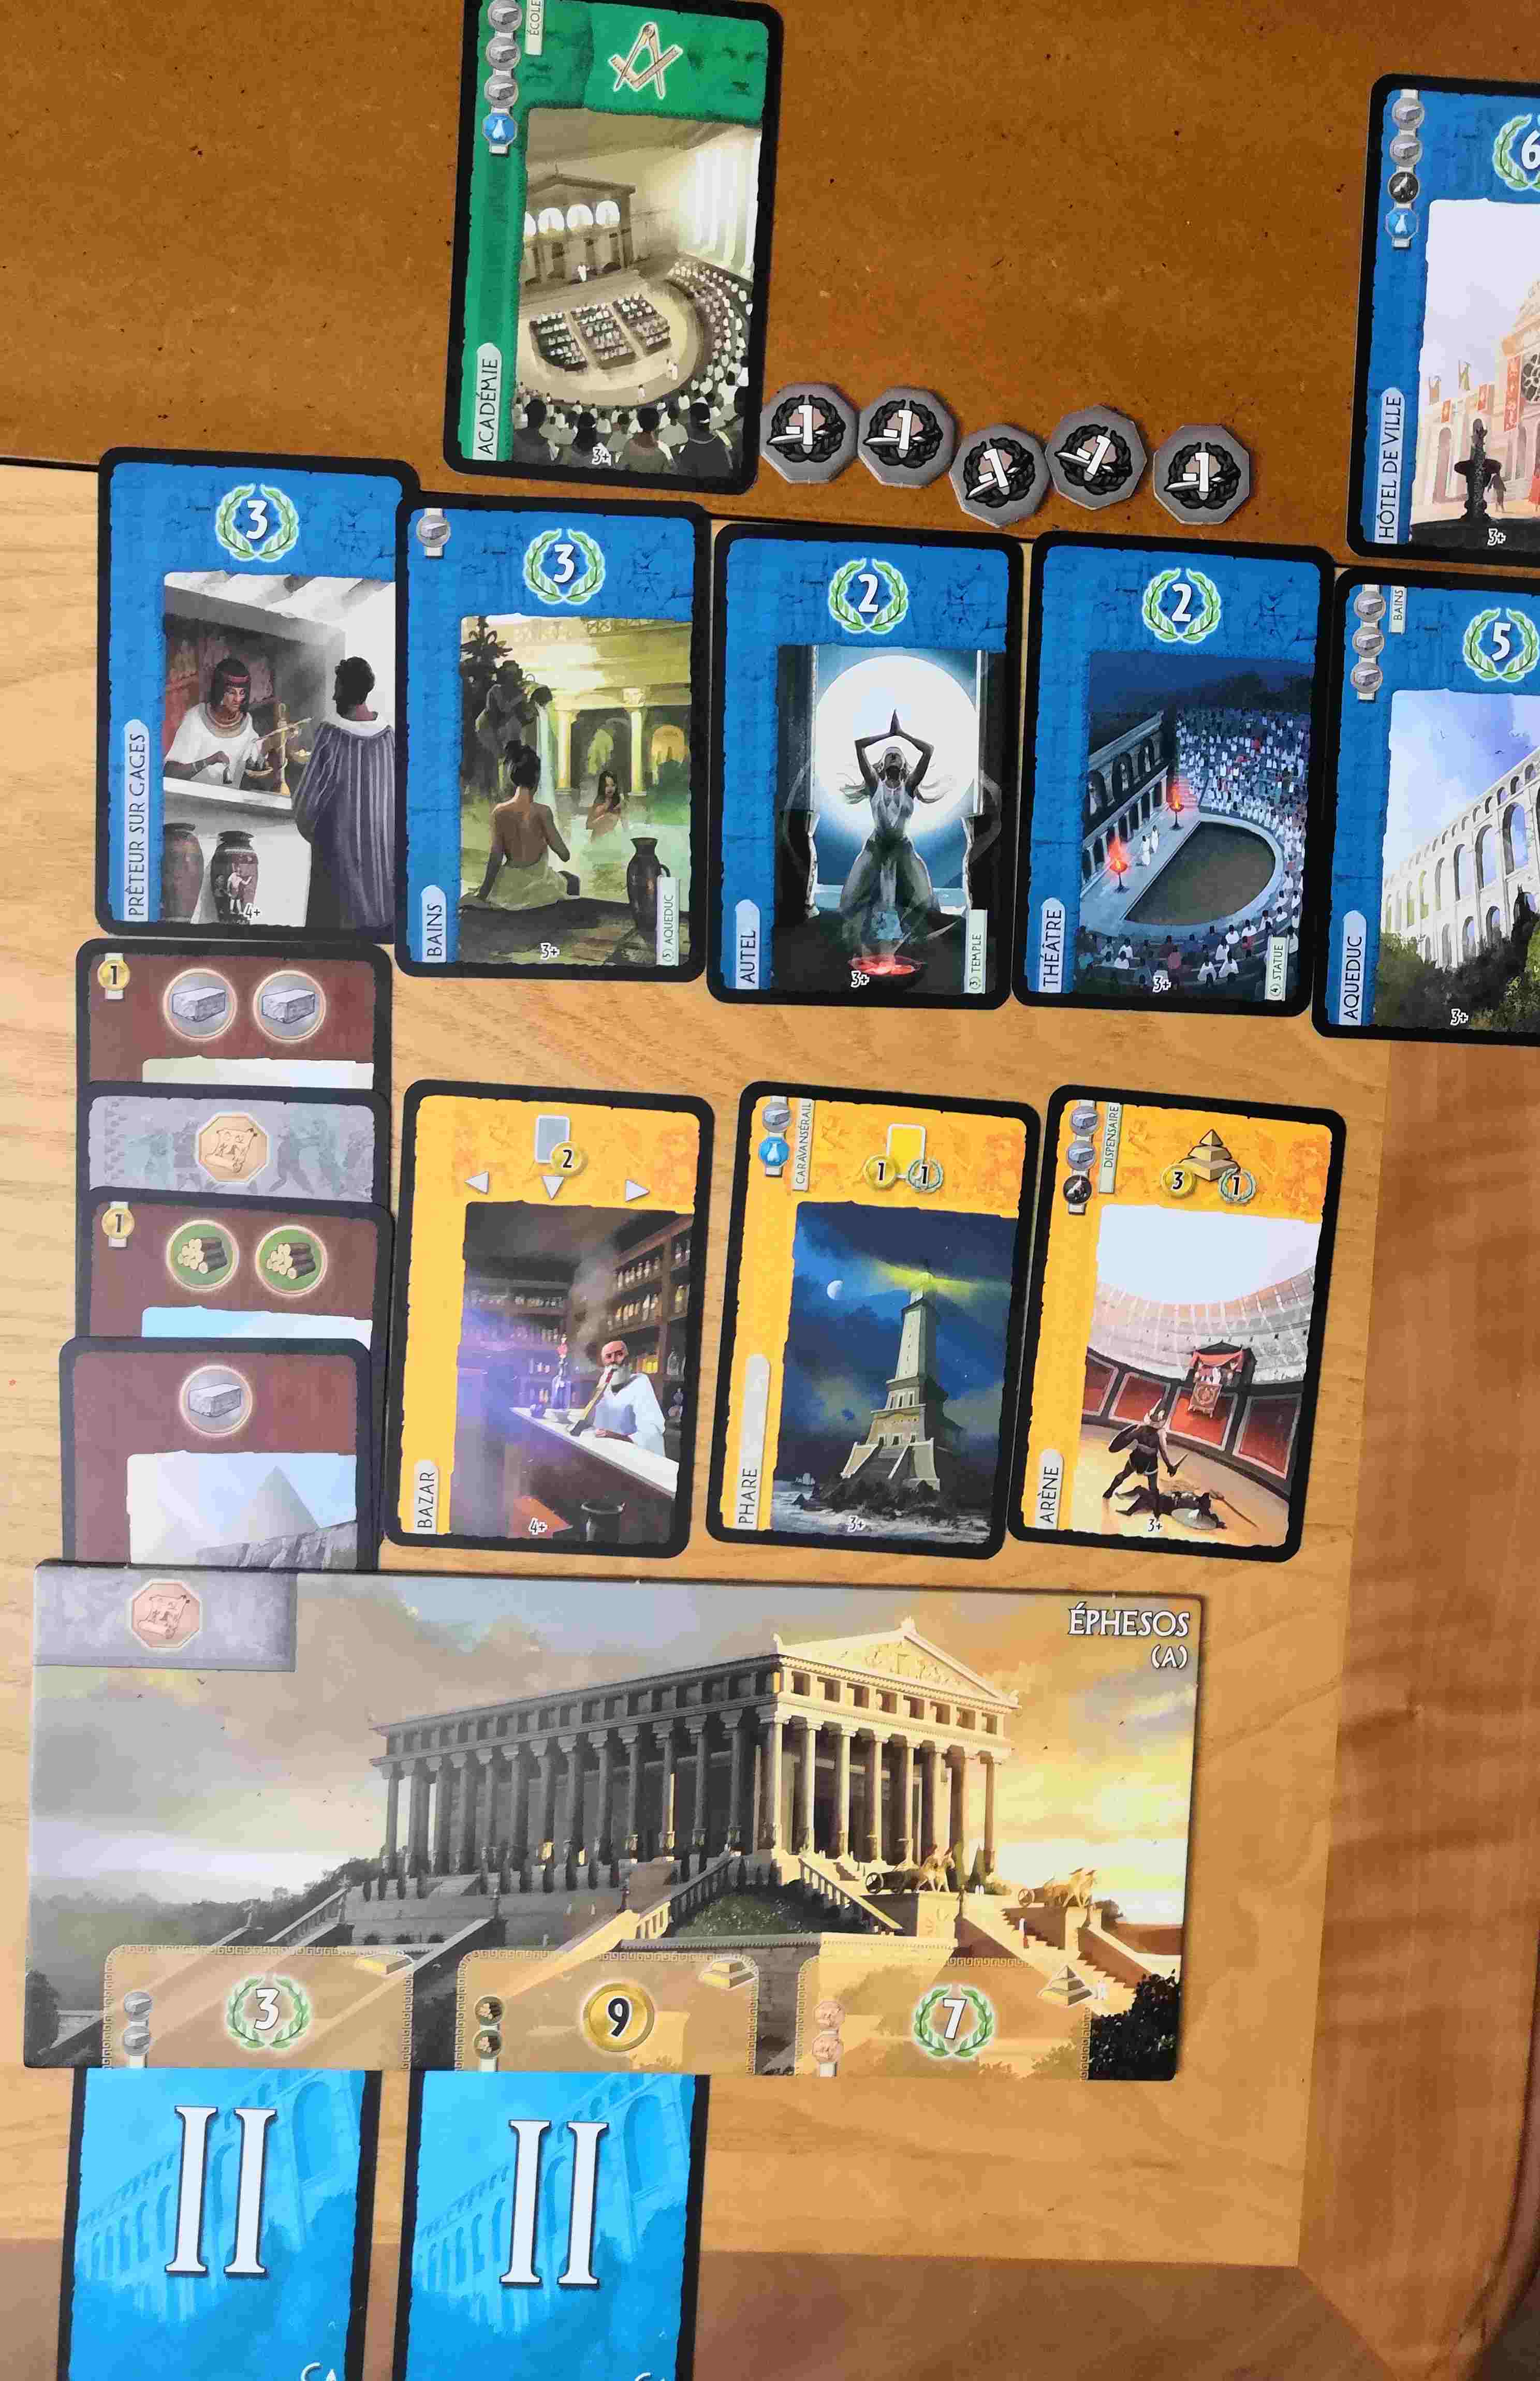 ÉCOLE
ACADÉMIE
3+
-1
-1
-1
-1
-1
6
HÔTEL DE VILLE
3+
3
PRÊTEUR SUR GAGES
4+
3
BAINS
3+
AQUEDUC
2
AUTEL
3+
TEMPLE
2
THÉÂTRE
3+
STATUE
BAINS
5
AQUEDUC
3+
1
1
2
BAZAR
4+
CARAVANSÉRAIL
1
1
PHARE
3+
DISPENSAIRE
3
1
ARÈNE
3+
ÉPHESOS
(A)
3
9
7
II
II